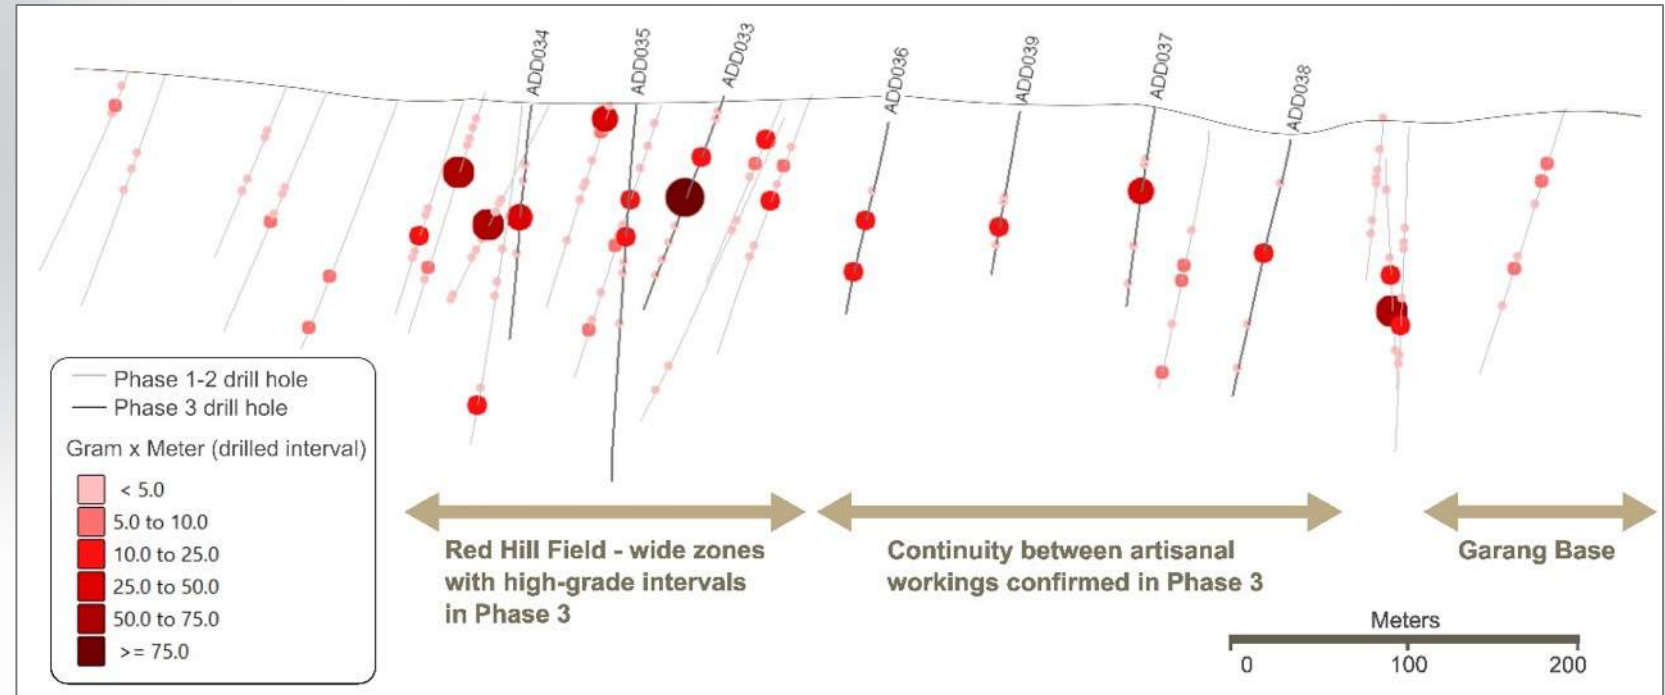 ADD034
ADD035
ADD033
ADD036
ADD039
ADD037
ADD038
Phase 1-2 drill hole
Phase 3 drill hole
Gram x Meter (drilled interval)
< 5.0
5.0 to 10.0
10.0 to 25.0
25.0 to 50.0
50.0 to 75.0
>= 75.0
Red Hill Field - wide zones
with high-grade intervals
in Phase 3
Continuity between artisanal
workings confirmed in Phase 3
Garang Base
Meters
0 100 200